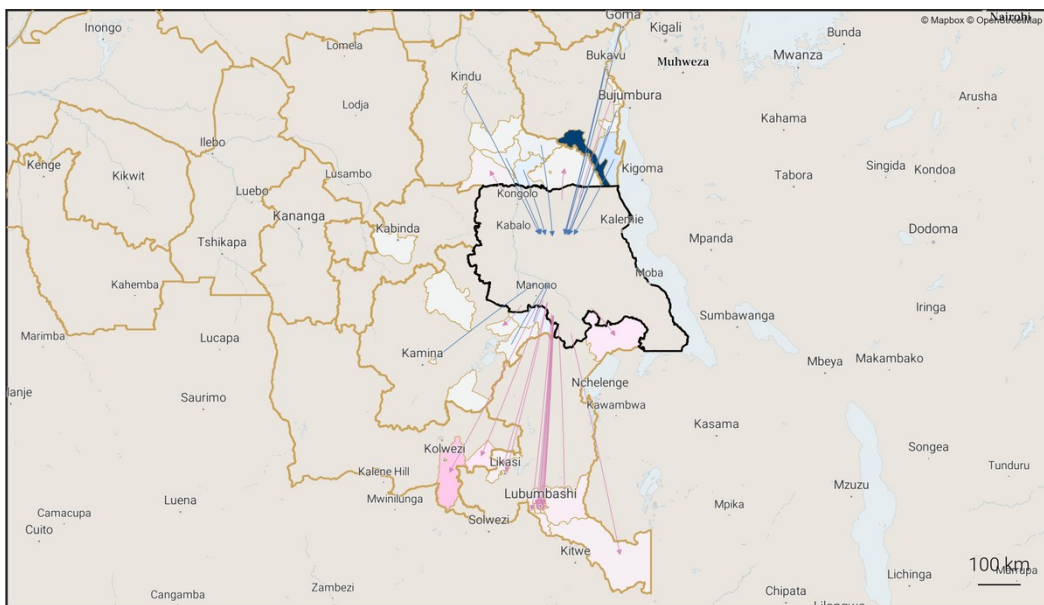 Goma
Nairobi
© Mapbox © OpenStreetMap
Inongo
Kigali
Bunda
Lomela
Bukavu
Muhweza
Mwanza
Kindu
Bujumbura
Arusha
Lodja
Kahama
Ilebo
Kenge
Kikwit
Lusambo
Kigoma
Tabora
Singida
Kondoa
Luebo
Kongolo
Kananga
Kabinda
Kabalo
Kalemie
Dodoma
Tshikapa
Mpanda
Moba
Kahemba
Manono
Iringa
Sumbawanga
Marimba
Lucapa
Kamina
Mbeya
Makambako
Nchelenge
lanje
Saurimo
Kawambwa
Kasama
Songea
Kolwezi
Likasi
Kalene Hill
Tunduru
Luena
Mwinilunga
Lubumbashi
Mpika
Mzuzu
Camacupa
Solwezi
Cuito
Kitwe
100 km
Lichinga
Zambezi
Cangamba
Chipata